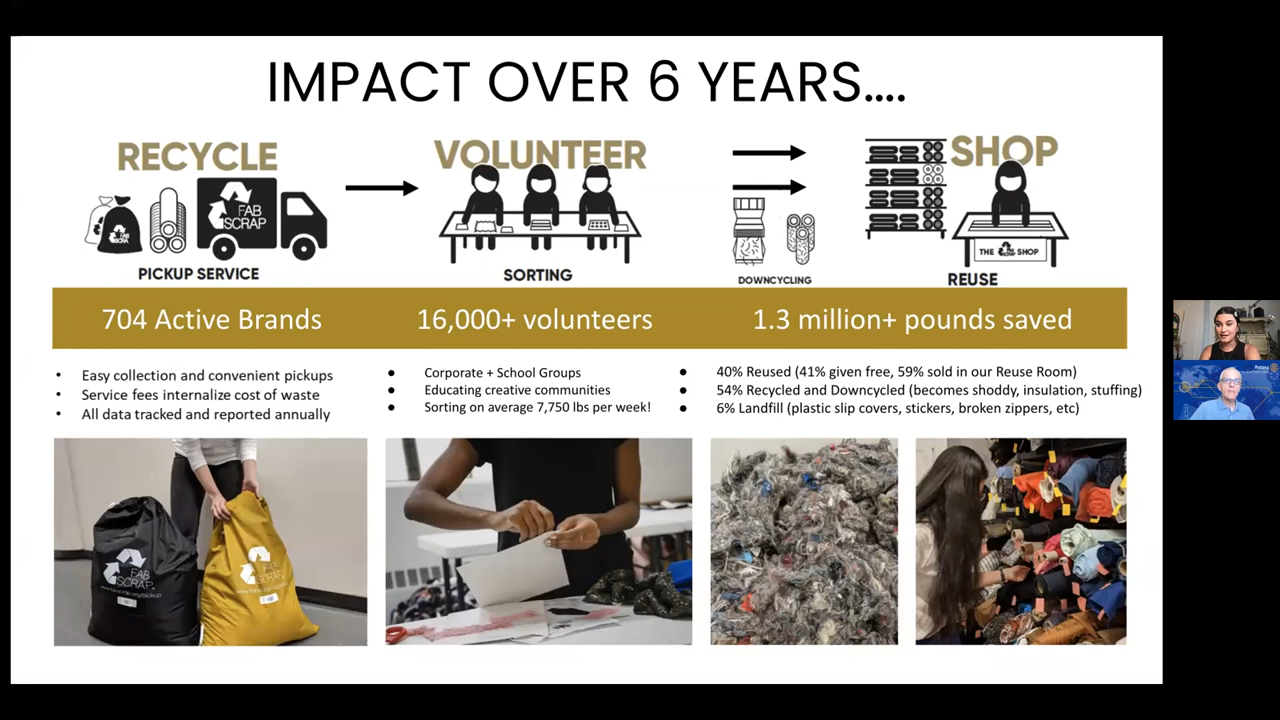 IMPACT OVER 6 YEARS....
RECYCLE
VOLUNTEER
SHOP
FAB
SCRAP
THE SHOP
PICKUP SERVICE
SORTING
DOWNCYCLING
REUSE
704 Active Brands
16,000+ volunteers
1.3 million+ pounds saved
• Easy collection and convenient pickups
• Service fees internalize cost of waste
• All data tracked and reported annually
• Corporate + School Groups
• Educating creative communities
• Sorting on average 7,750 lbs per week!
• 40% Reused (41% given free, 59% sold in our Reuse Room)
• 54% Recycled and Downcycled (becomes shoddy, insulation, stuffing)
• 6% Landfill (plastic slip covers, stickers, broken zippers, etc)
FAB
SCRAP
FAB
SCRAP
Rotary